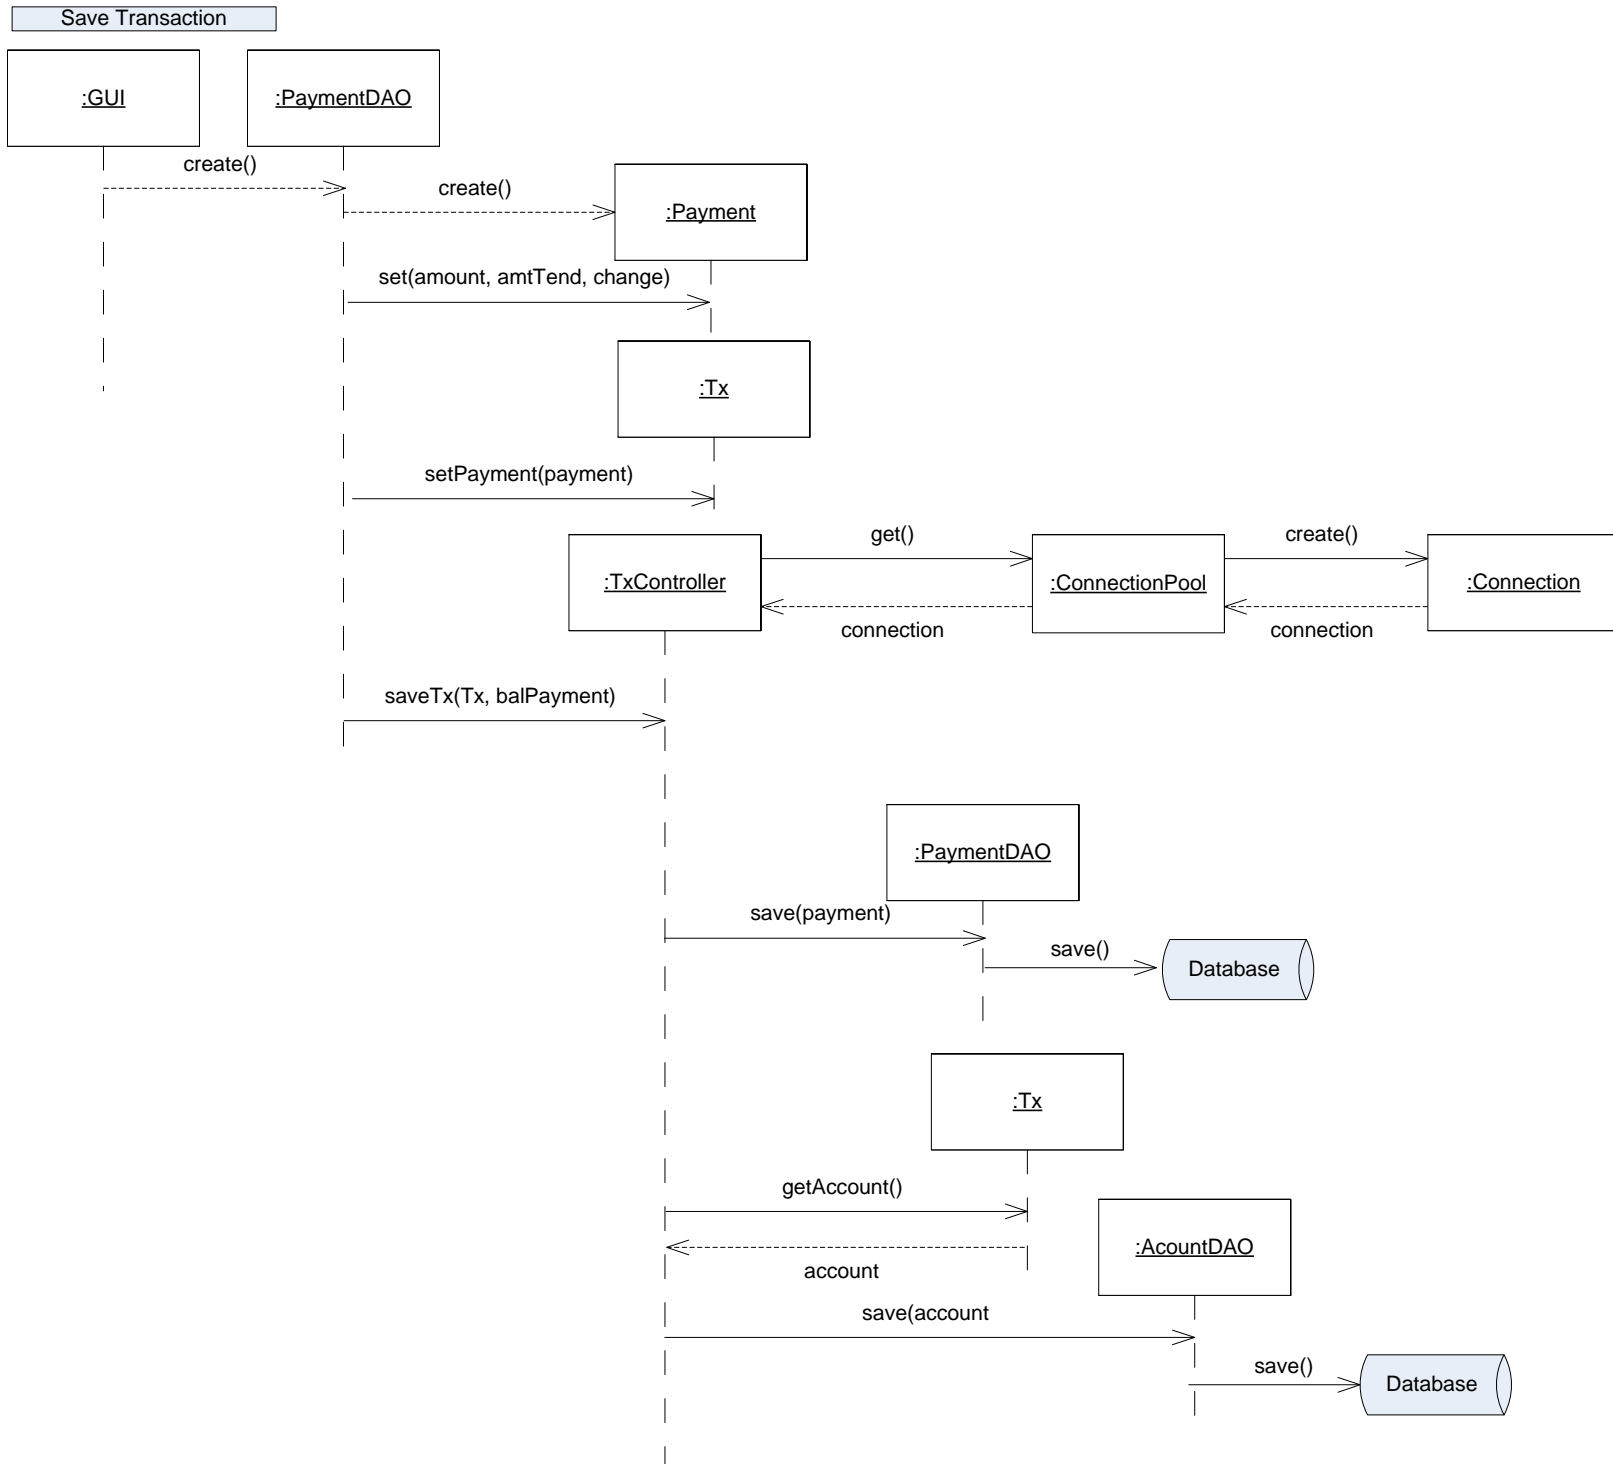 Save Transaction
:GUI
:PaymentDAO
create()
create()
:Payment
set(amount, amtTend, change)
:Tx
setPayment(payment)
:TxController
get()
connection
:ConnectionPool
create()
connection
:Connection
saveTx(Tx, balPayment)
:PaymentDAO
save(payment)
save()
Database
:Tx
getAccount()
account
:AcountDAO
save(account
save()
Database